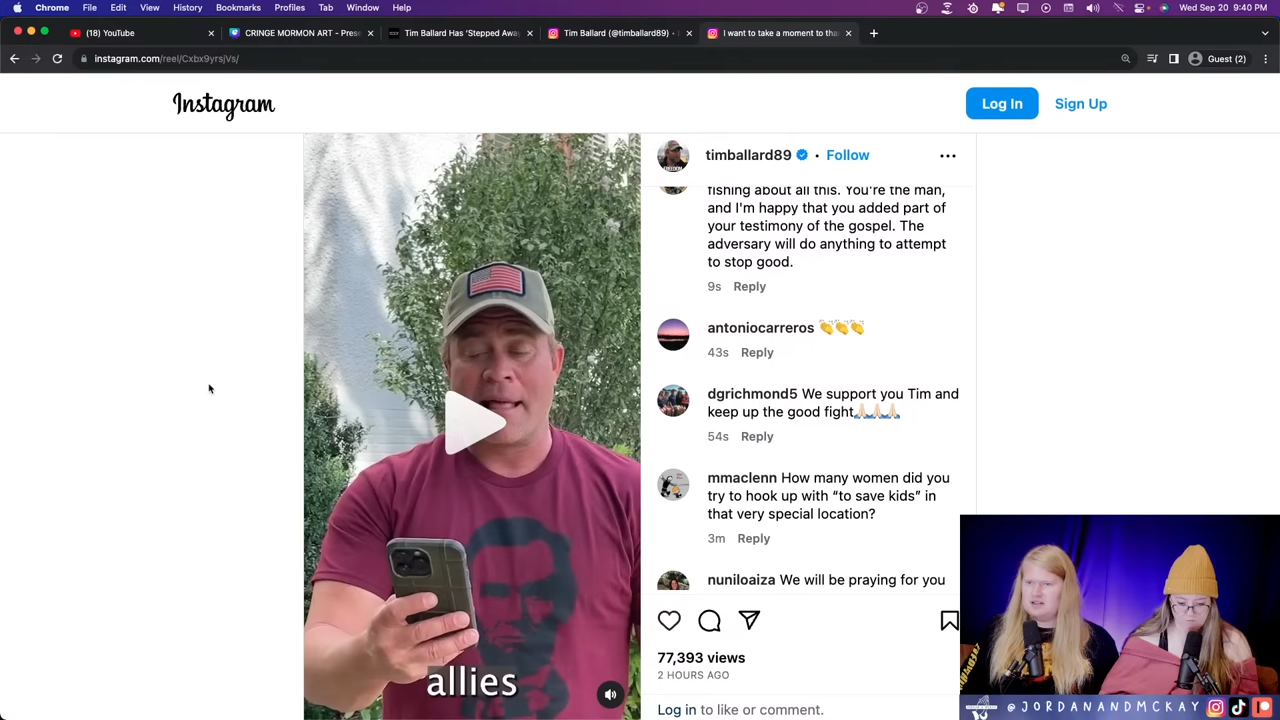 Chrome File Edit View History Bookmarks Profiles Tab Window Help Wed Sep 20 9:40 PM
(18) YouTube
CRINGE MORMON ART - Prese
Tim Ballard Has 'Stepped Away
Tim Ballard (@timballard89) •
I want to take a moment to tha
instagram.com/reel/Cxbx9yrsjVs/
Guest (2)
Instagram
Log In
Sign Up
timballard89 • Follow
fishing about all this. You're the man,
and I'm happy that you added part of
your testimony of the gospel. The
adversary will do anything to attempt
to stop good.
9s Reply
antoniocarreros 👏👏👏
43s Reply
dgrichmond5 We support you Tim and
keep up the good fight🙏🏻🙏🏻🙏🏻
54s Reply
mmaclenn How many women did you
try to hook up with “to save kids” in
that very special location?
3m Reply
nuniloaiza We will be praying for you
77,393 views
2 HOURS AGO
Log in to like or comment.
allies
@JORDANANDMCKAY